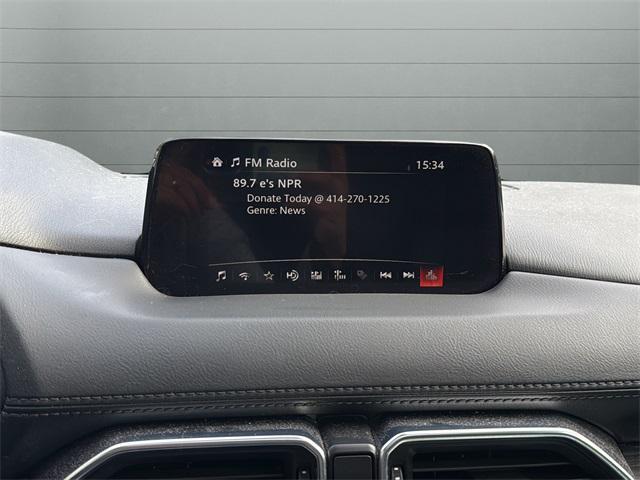 FM Radio 15:34
89.7 e's NPR
Donate Today @ 414-270-1225
Genre: News